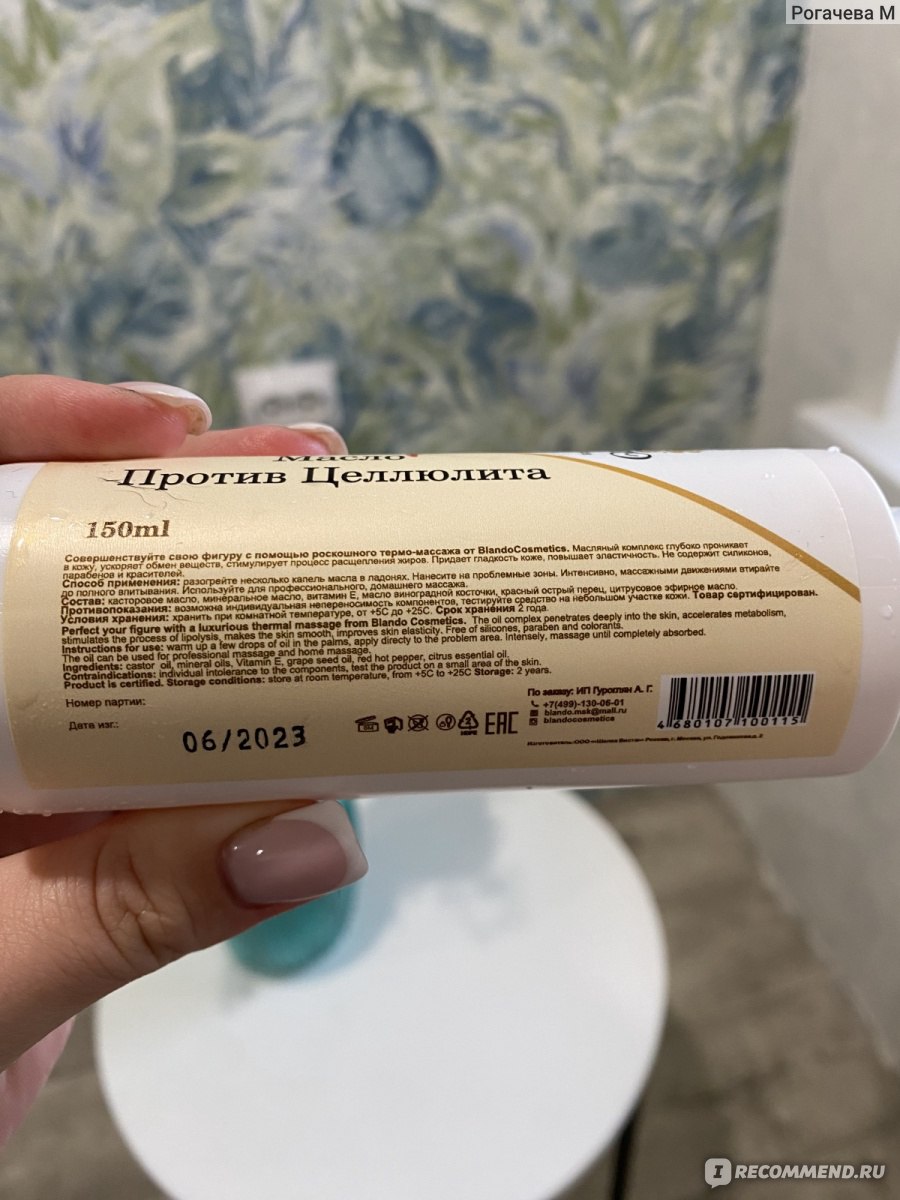 Рогачева М
Масло
Против Целлюлита
150ml
Совершенствуйте свою фигуру с помощью роскошного термо-массажа от BlandoCosmetics. Масляный комплекс глубоко проникает
в кожу, ускоряет обмен веществ, стимулирует процесс расщепления жиров. Придает гладкость коже, повышает эластичность. Не содержит силиконов,
парабенов и красителей.
Способ применения: разогрейте несколько капель масла в ладонях. Нанесите на проблемные зоны. Интенсивно, массажными движениями втирайте
до полного впитывания. Используйте для профессионального, домашнего массажа.
Состав: касторовое масло, минеральное масло, витамин Е, масло виноградной косточки, красный острый перец, цитрусовое эфирное масло.
Противопоказания: возможна индивидуальная непереносимость компонентов, тестируйте средство на небольшом участке кожи. Товар сертифицирован.
Условия хранения: хранить при комнатной температуре, от +5С до +25С. Срок хранения 2 года.
Perfect your figure with a luxurious thermal massage from Blando Cosmetics. The oil complex penetrates deeply into the skin, accelerates metabolism,
stimulates the process of lipolysis, makes the skin smooth, improves skin elasticity. Free of silicones, paraben and colorants.
Instructions for use: warm up a few drops of oil in the palms, apply directly to the problem area. Intensely, massage until completely absorbed.
The oil can be used for professional massage and home massage.
Ingredients: castor oil, mineral oils, Vitamin E, grape seed oil, red hot pepper, citrus essential oil.
Contraindications: individual intolerance to the components, test the product on a small area of the skin.
Product is certified. Storage conditions: store at room temperature, from +5C to +25C Storage: 2 years.
Номер партии:
Дата изг.:
06/2023
EAC
По заказу: ИП Гуроглян А. Г.
+7(499)-130-06-01
blando.mak@mail.ru
blandocosmetics
4 680107 100115
Изготовитель: ООО Россия, г. Москва, ул.
IRECOMMEND.RU